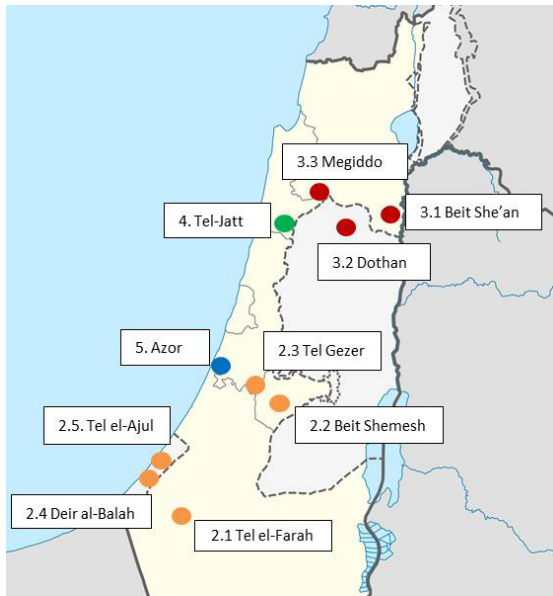 3.3 Megiddo
4. Tel-Jatt
3.1 Beit She'an
3.2 Dothan
5. Azor
2.3 Tel Gezer
2.5. Tel el-Ajul
2.2 Beit Shemesh
2.4 Deir al-Balah
2.1 Tel el-Farah